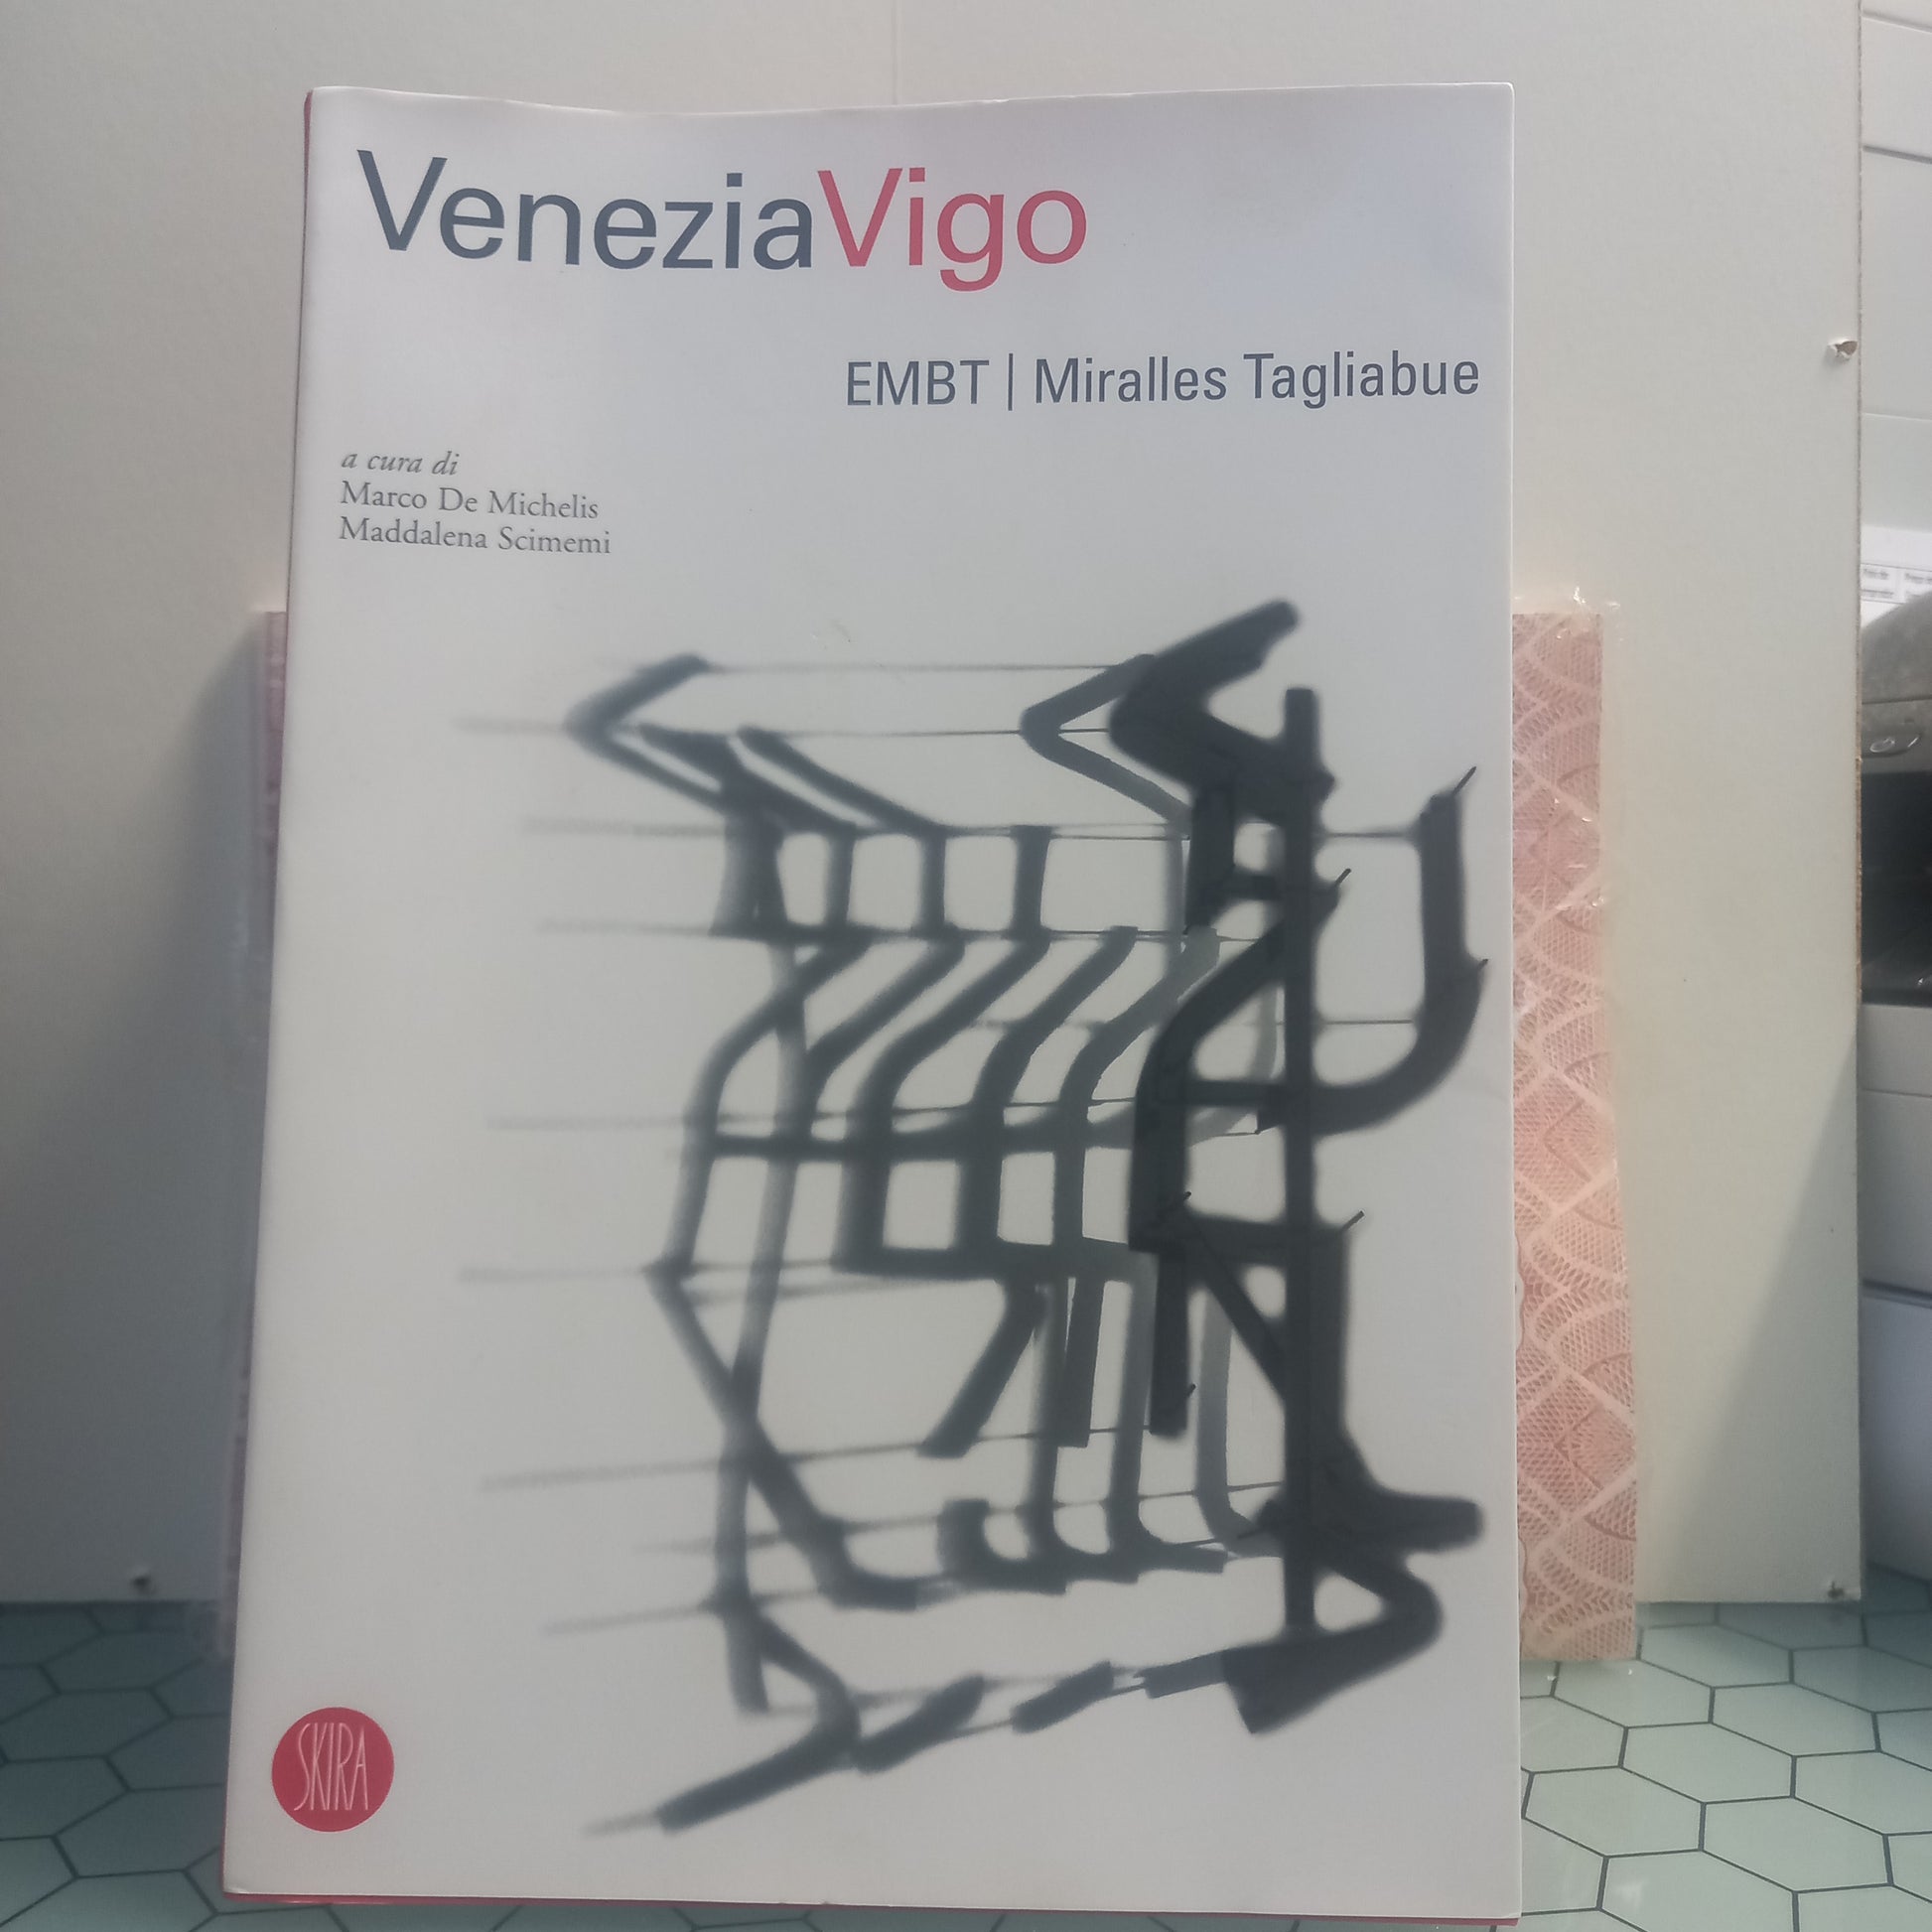 VeneziaVigo
EMBT | Miralles Tagliabue
a cura di
Marco De Michelis
Maddalena Scimemi
SKIRA